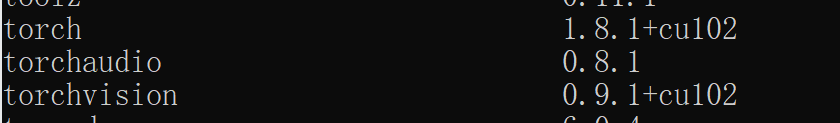 torch 1.8.1+cu102
torchaudio 0.8.1
torchvision 0.9.1+cu102